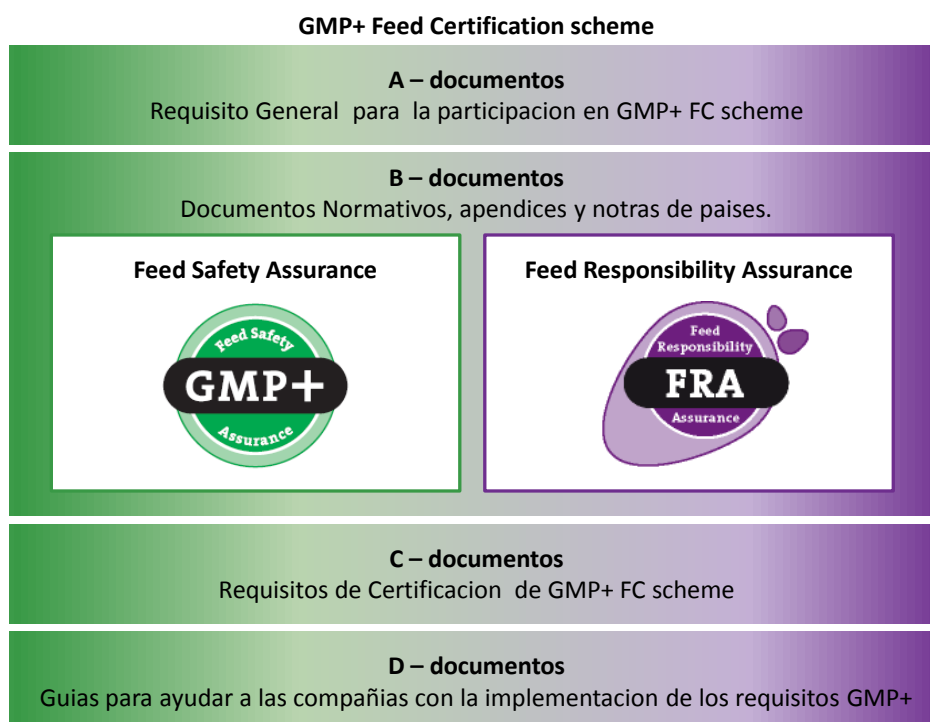 GMP+ Feed Certification scheme
A – documentos
Requisito General  para  la participacion en GMP+ FC scheme
B – documentos
Documentos Normativos, apendices y notras de paises.
Feed Safety Assurance
Feed Safety
GMP+
Assurance
Feed Responsibility Assurance
Feed
Responsibility
FRA
Assurance
C – documentos
Requisitos de Certificacion  de GMP+ FC scheme
D – documentos
Guias para ayudar a las compañias con la implementacion de los requisitos GMP+